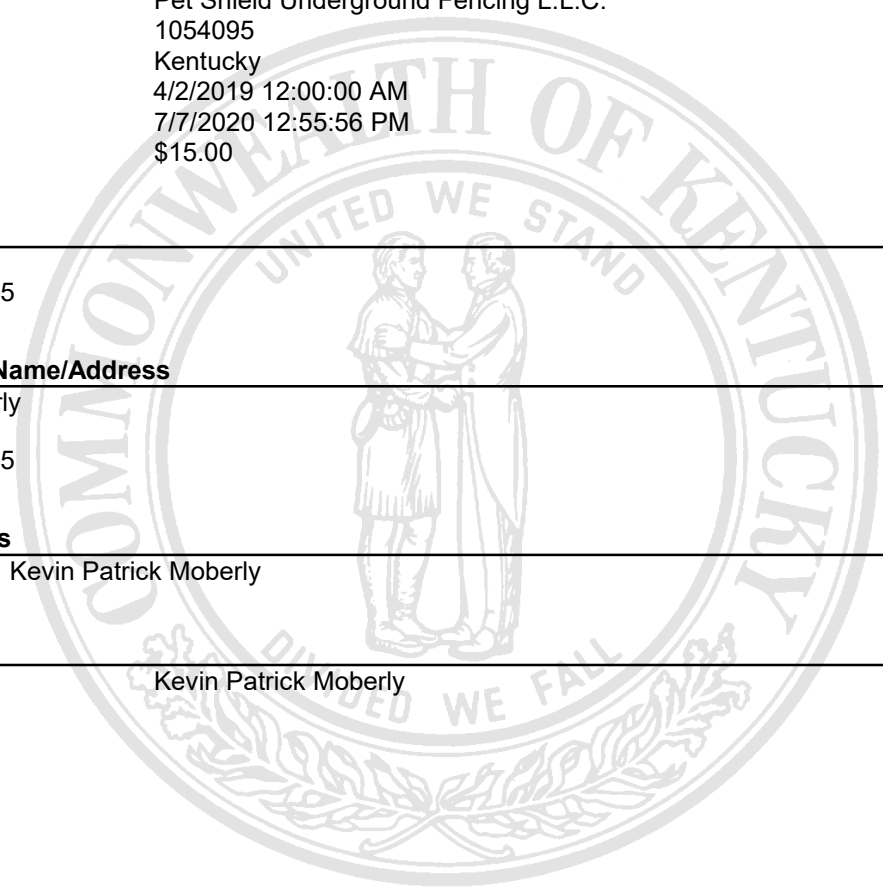 Pet Shield Underground Fencing L.L.C.
1054095
Kentucky
4/2/2019 12:00:00 AM
7/7/2020 12:55:56 PM
$15.00
COMMONWEALTH OF KENTUCKY
UNITED WE STAND
5
Name/Address
rly
5
s
Kevin Patrick Moberly
Kevin Patrick Moberly
DIVIDED WE FALL